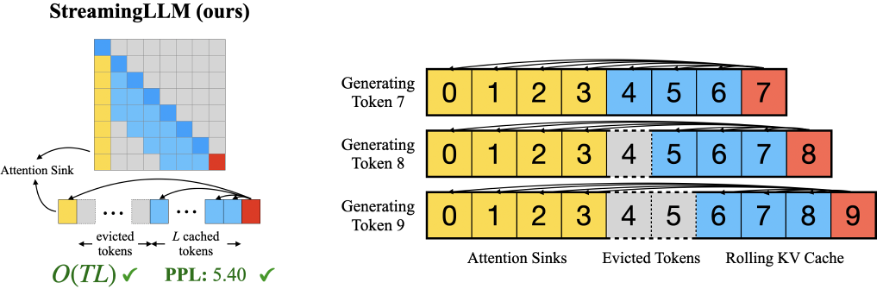 StreamingLLM (ours)
Attention Sink
...
...
evicted
tokens
L cached
tokens
O(TL) ✓
PPL: 5.40 ✓
Generating
Token 7
0 1 2 3 4 5 6 7
Generating
Token 8
0 1 2 3 4 5 6 7 8
Generating
Token 9
0 1 2 3 4 5 6 7 8 9
Attention Sinks
Evicted Tokens
Rolling KV Cache